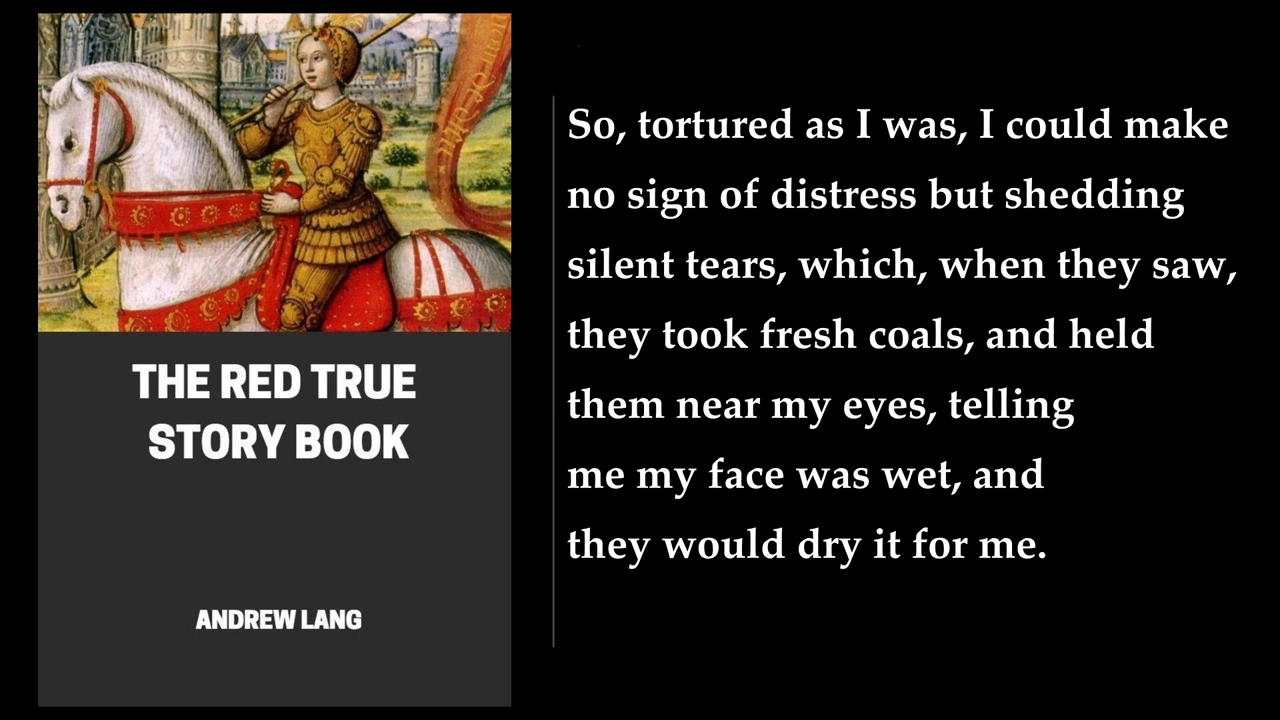 THE RED TRUE
STORY BOOK
ANDREW LANG
So, tortured as I was, I could make
no sign of distress but shedding
silent tears, which, when they saw,
they took fresh coals, and held
them near my eyes, telling
me my face was wet, and
they would dry it for me.